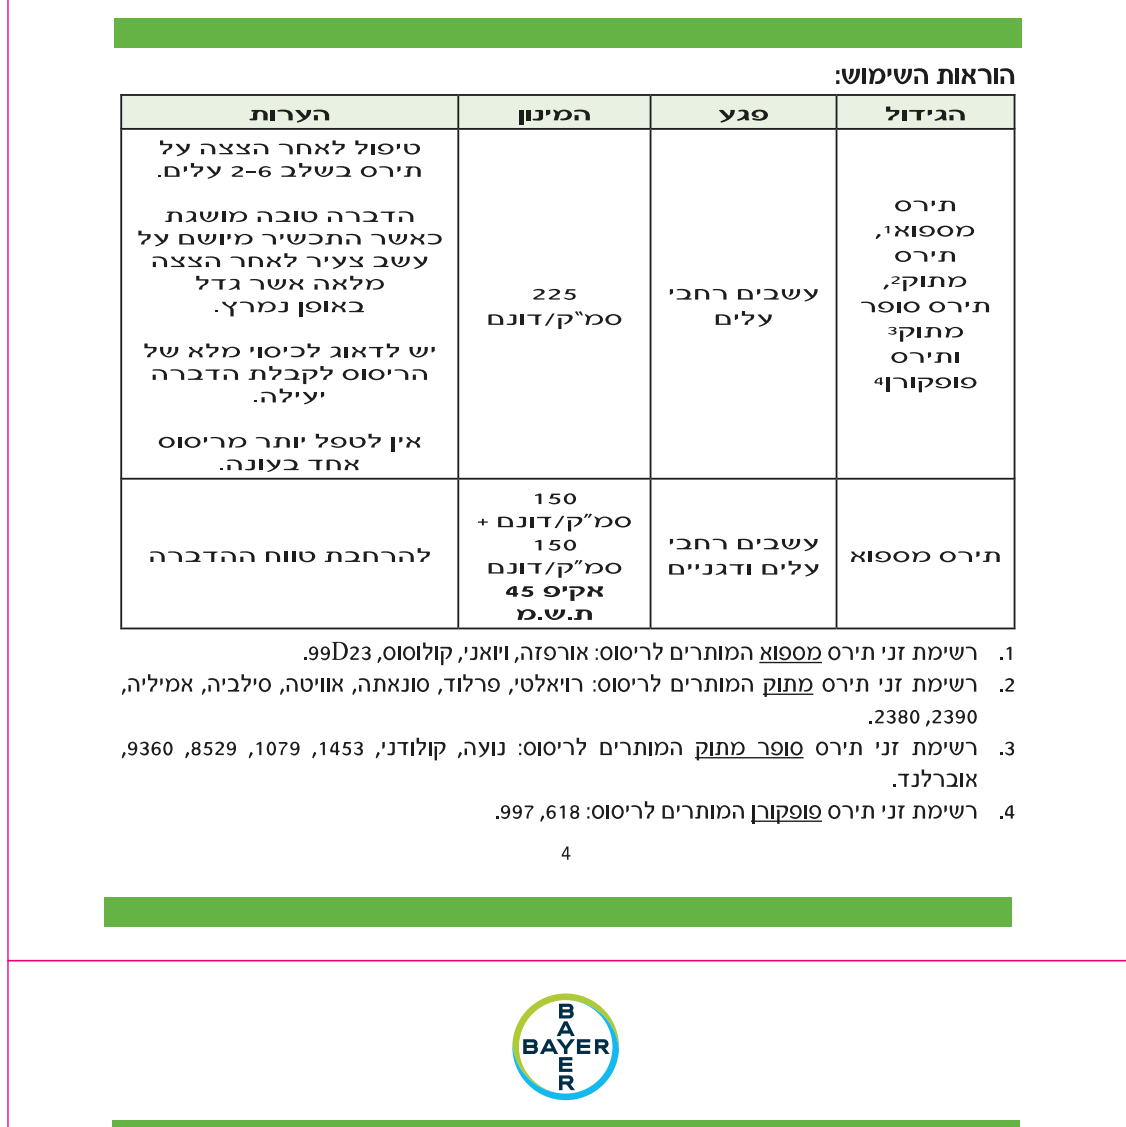 הוראות השימוש:
הגידול
פגע
המינון
הערות
תירס
מספוא¹,
תירס
מתוק²,
תירס סופר
מתוק³
ותירס
פופקורן⁴
עשבים רחבי
עלים
225
סמ"ק/דונם
טיפול לאחר הצצה על
תירס בשלב 2-6 עלים.
הדברה טובה מושגת
כאשר התכשיר מיושם על
עשב צעיר לאחר הצצה
מלאה אשר גדל
באופן נמרץ.
יש לדאוג לכיסוי מלא של
הריסוס לקבלת הדברה
יעילה.
אין לטפל יותר מריסוס
אחד בעונה.
תירס מספוא
עשבים רחבי
עלים ודגניים
150
סמ"ק/דונם +
150
סמ"ק/דונם
אקיפ 45
ת.ש.מ
להרחבת טווח ההדברה
1. רשימת זני תירס מספוא המותרים לריסוס: אורפזה, ויואני, קולוסוס, 99D23.
2. רשימת זני תירס מתוק המותרים לריסוס: רויאלטי, פרלוד, סונאתה, אוויטה, סילביה, אמיליה,
2390, 2380.
3. רשימת זני תירס סופר מתוק המותרים לריסוס: נועה, קולודני, 1453, 1079, 8529, 9360,
אוברלנד.
4. רשימת זני תירס פופקורן המותרים לריסוס: 618, 997.
4
BAYER
BAYER